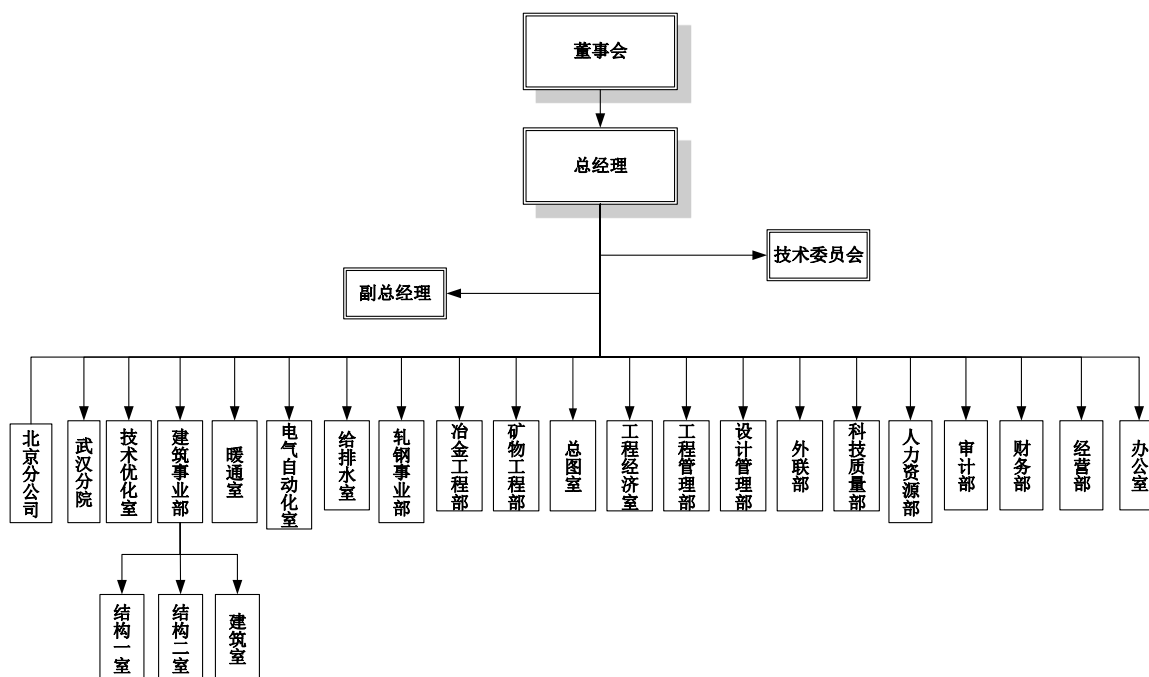 董事会
总经理
技术委员会
副总经理
北京分公司
武汉分院
技术优化室
建筑事业部
暖通室
电气自动化室
给排水室
轧钢事业部
冶金工程部
矿物工程部
总图室
工程经济室
工程管理部
设计管理部
外联部
科技质量部
人力资源部
审计部
财务部
经营部
办公室
结构一室
结构二室
建筑室